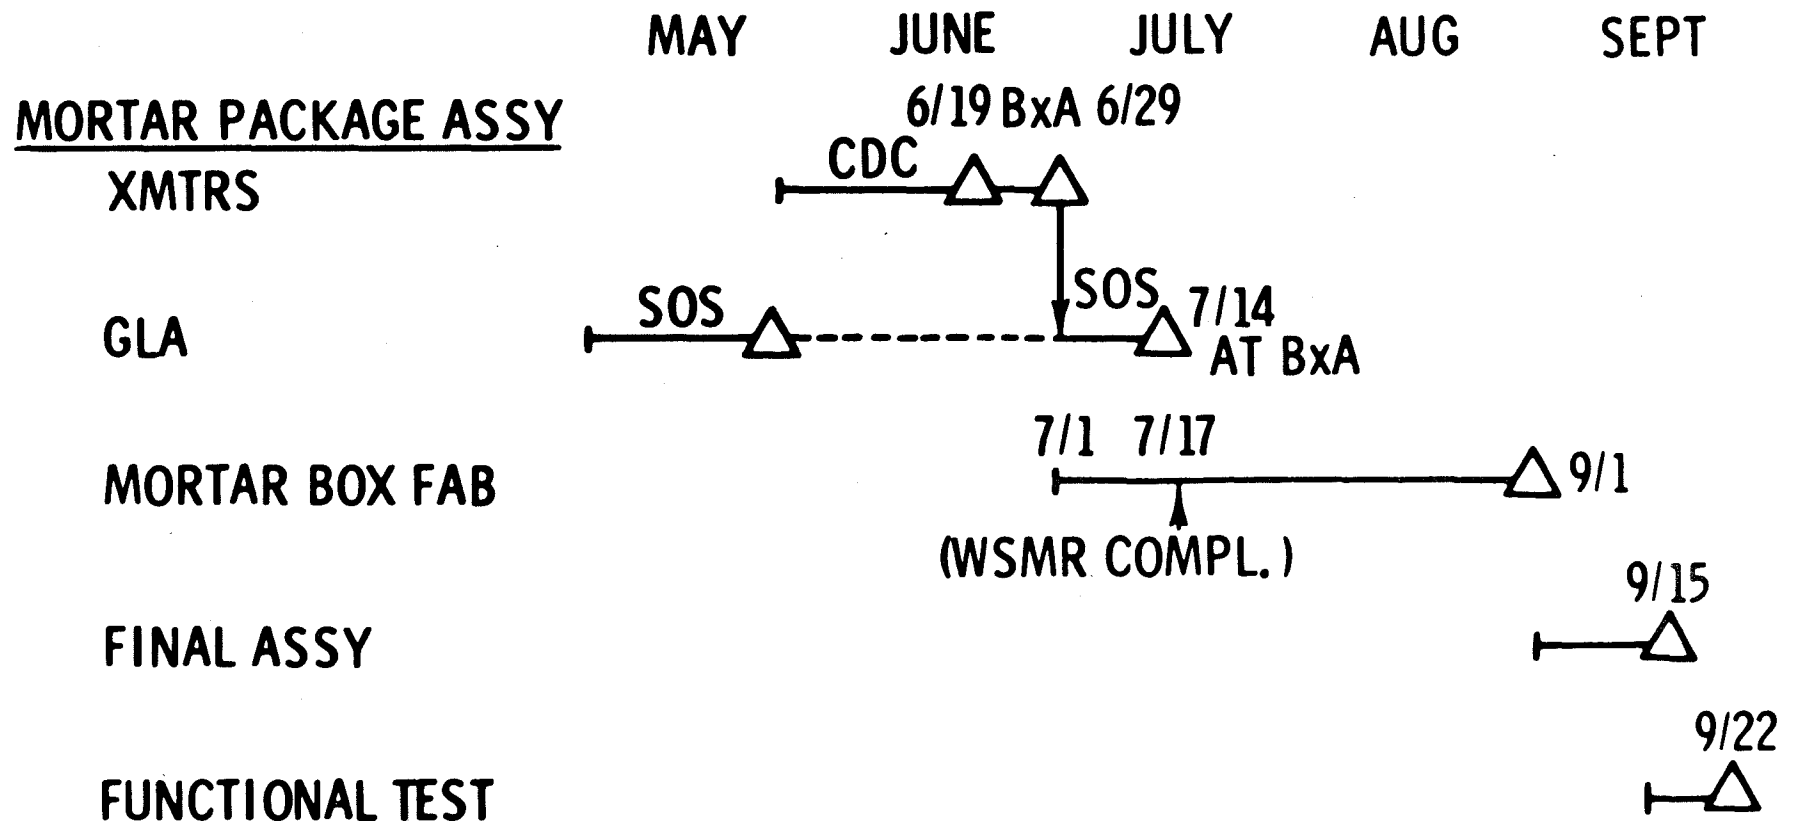 MAY JUNE JULY AUG SEPT
6/19 BxA 6/29
MORTAR PACKAGE ASSY
CDC
XMTRS
SOS SOS 7/14
GLA
AT BxA
7/1 7/17
MORTAR BOX FAB 9/1
(WSMR COMPL.)
9/15
FINAL ASSY
9/22
FUNCTIONAL TEST